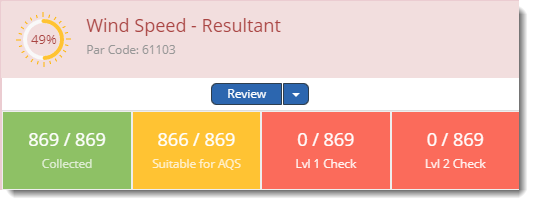 49%
Wind Speed - Resultant
Par Code: 61103
Review
869 / 869
Collected
866 / 869
Suitable for AQS
0 / 869
Lvl 1 Check
0 / 869
Lvl 2 Check